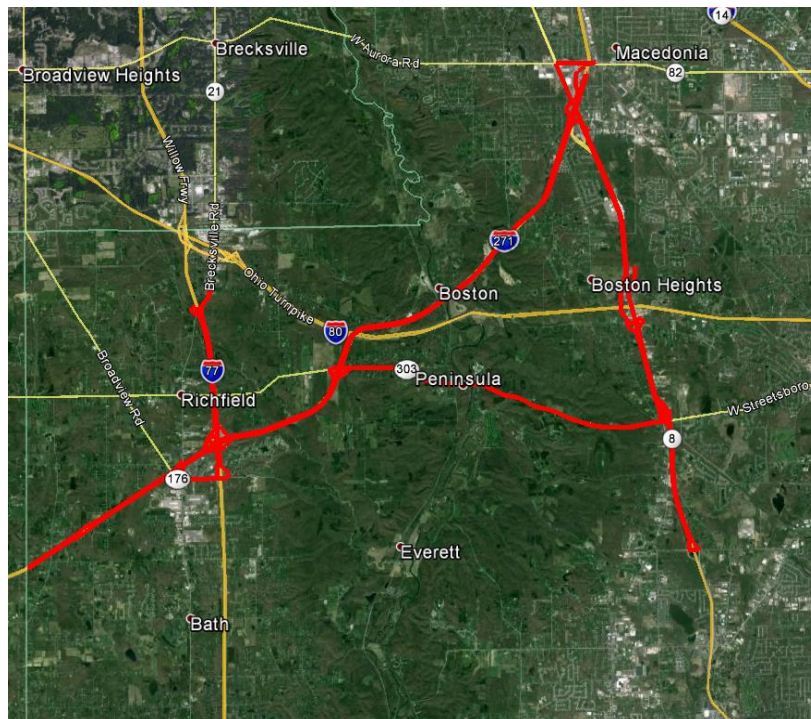 14
Brecksville
W Aurora Rd
Macedonia
Broadview Heights
82
21
Willow Frwy
Brecksville Rd
271
Ohio Turnpike
Boston
Boston Heights
80
77
303
Peninsula
Broadview Rd
Richfield
W Streetsboro
8
176
Everett
Bath